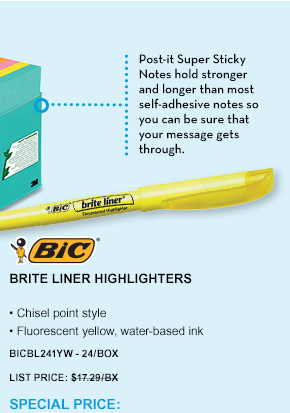 Post-it Super Sticky
Notes hold stronger
and longer than most
self-adhesive notes so
you can be sure that
your message gets
through.
3M
BIC brite liner
Fluorescent Highlighter
BIC
BRITE LINER HIGHLIGHTERS
• Chisel point style
• Fluorescent yellow, water-based ink
BICBL241YW - 24/BOX
LIST PRICE: $17.29/BX
SPECIAL PRICE: